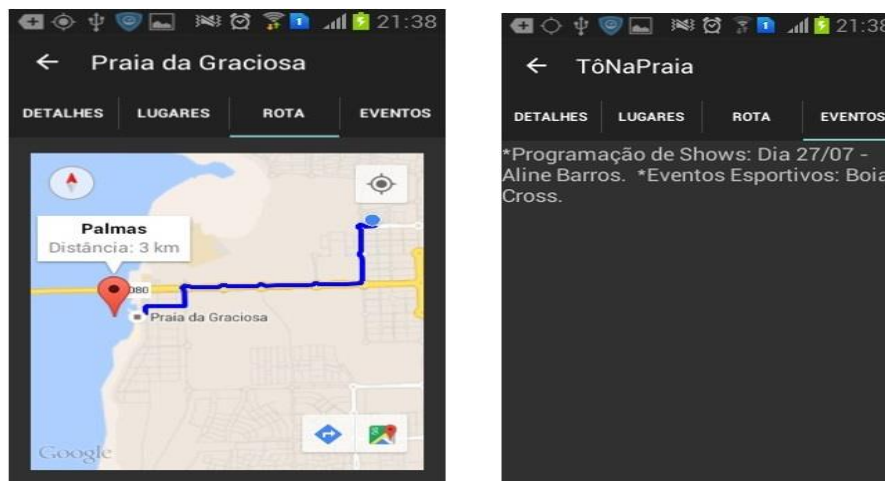 21:38
Praia da Graciosa
DETALHES LUGARES ROTA EVENTOS
Palmas
Distância: 3 km
080
Praia da Graciosa
Google
21:38
TôNaPraia
DETALHES LUGARES ROTA EVENTOS
*Programação de Shows: Dia 27/07 -
Aline Barros. *Eventos Esportivos: Boia
Cross.